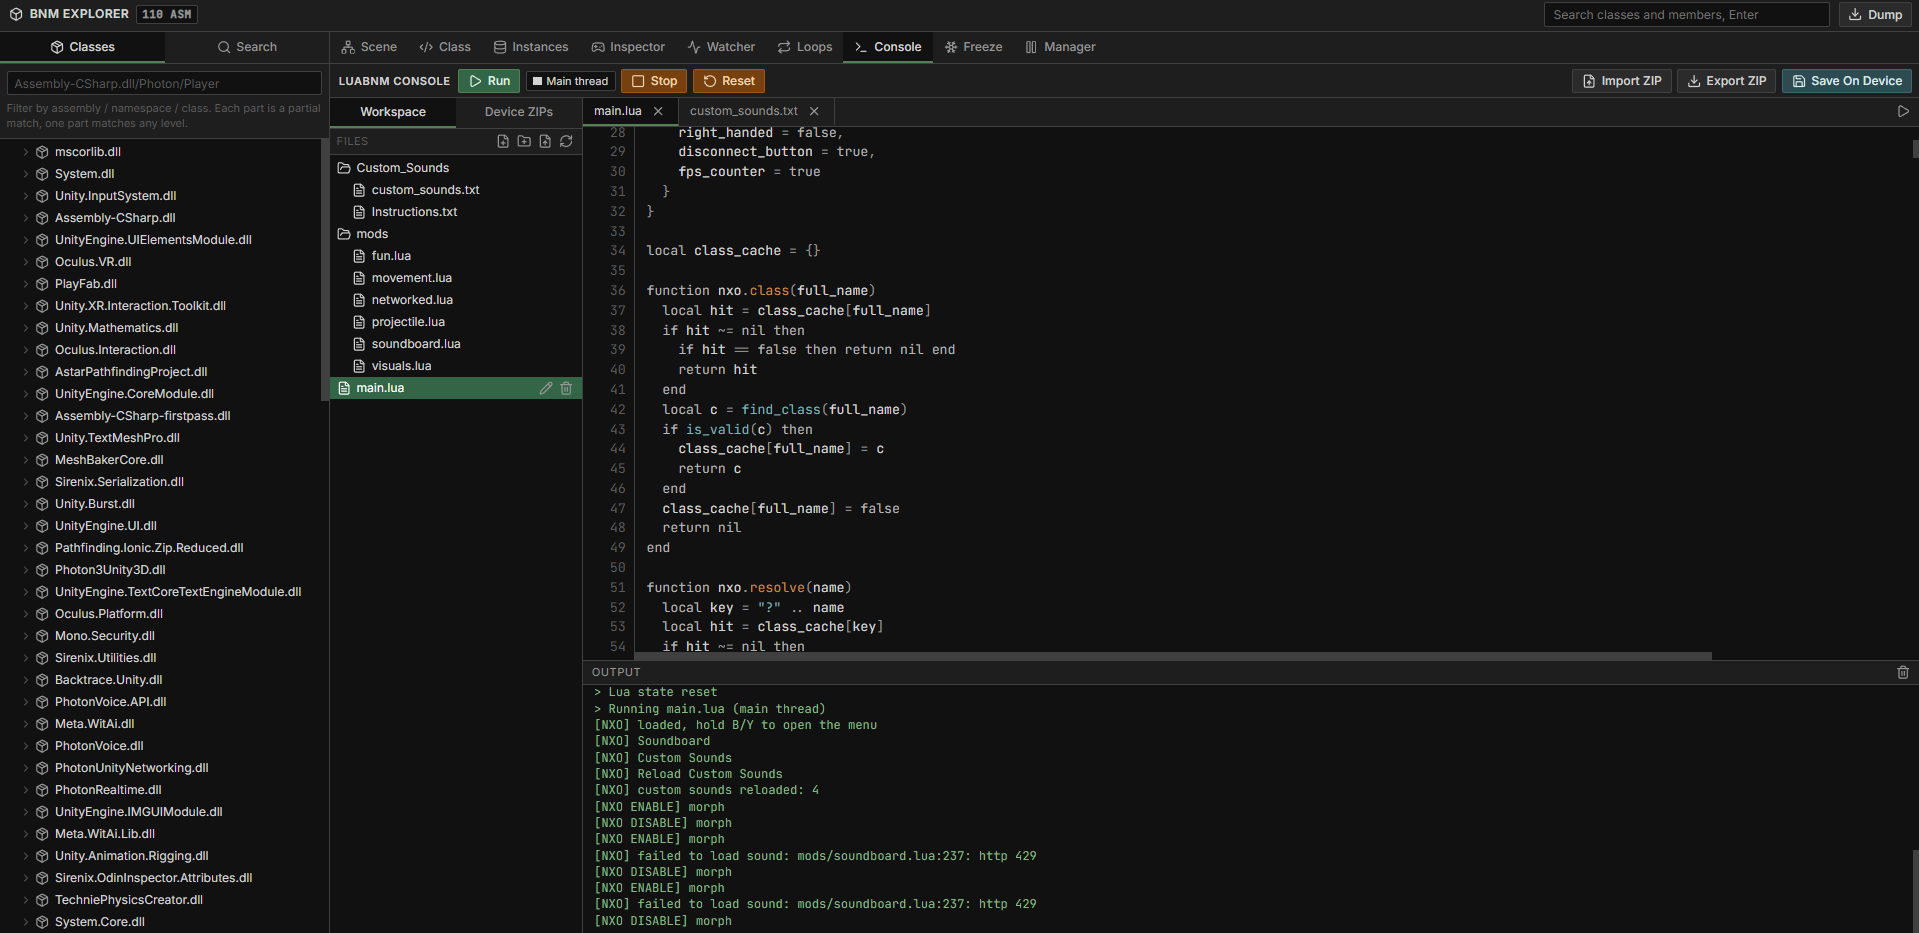 BNM EXPLORER 110 ASM
Search classes and members, Enter
Dump
Classes
Search
Scene
Class
Instances
Inspector
Watcher
Loops
Console
Freeze
Manager
Assembly-CSharp.dll/Photon/Player
Filter by assembly / namespace / class. Each part is a partial
match, one part matches any level.
mscorlib.dll
System.dll
Unity.InputSystem.dll
Assembly-CSharp.dll
UnityEngine.UIElementsModule.dll
Oculus.VR.dll
PlayFab.dll
Unity.XR.Interaction.Toolkit.dll
Unity.Mathematics.dll
Oculus.Interaction.dll
AstarPathfindingProject.dll
UnityEngine.CoreModule.dll
Assembly-CSharp-firstpass.dll
Unity.TextMeshPro.dll
MeshBakerCore.dll
Sirenix.Serialization.dll
Unity.Burst.dll
UnityEngine.UI.dll
Pathfinding.Ionic.Zip.Reduced.dll
Photon3Unity3D.dll
UnityEngine.TextCoreTextEngineModule.dll
Oculus.Platform.dll
Mono.Security.dll
Sirenix.Utilities.dll
Backtrace.Unity.dll
PhotonVoice.API.dll
Meta.WitAi.dll
PhotonVoice.dll
PhotonUnityNetworking.dll
PhotonRealtime.dll
UnityEngine.IMGUIModule.dll
Meta.WitAi.Lib.dll
Unity.Animation.Rigging.dll
Sirenix.OdinInspector.Attributes.dll
TechniePhysicsCreator.dll
System.Core.dll
LUABNM CONSOLE
Run
Main thread
Stop
Reset
Import ZIP
Export ZIP
Save On Device
Workspace
Device ZIPs
FILES
Custom_Sounds
custom_sounds.txt
Instructions.txt
mods
fun.lua
movement.lua
networked.lua
projectile.lua
soundboard.lua
visuals.lua
main.lua
main.lua
custom_sounds.txt
28     right_handed = false,
29     disconnect_button = true,
30     fps_counter = true
31   }
32 }
33
34 local class_cache = {}
35
36 function nxo.class(full_name)
37   local hit = class_cache[full_name]
38   if hit ~= nil then
39     if hit == false then return nil end
40     return hit
41   end
42   local c = find_class(full_name)
43   if is_valid(c) then
44     class_cache[full_name] = c
45     return c
46   end
47   class_cache[full_name] = false
48   return nil
49 end
50
51 function nxo.resolve(name)
52   local key = "?" .. name
53   local hit = class_cache[key]
54   if hit ~= nil then
OUTPUT
> Lua state reset
> Running main.lua (main thread)
[NXO] loaded, hold B/Y to open the menu
[NXO] Soundboard
[NXO] Custom Sounds
[NXO] Reload Custom Sounds
[NXO] custom sounds reloaded: 4
[NXO ENABLE] morph
[NXO DISABLE] morph
[NXO ENABLE] morph
[NXO] failed to load sound: mods/soundboard.lua:237: http 429
[NXO DISABLE] morph
[NXO ENABLE] morph
[NXO] failed to load sound: mods/soundboard.lua:237: http 429
[NXO DISABLE] morph